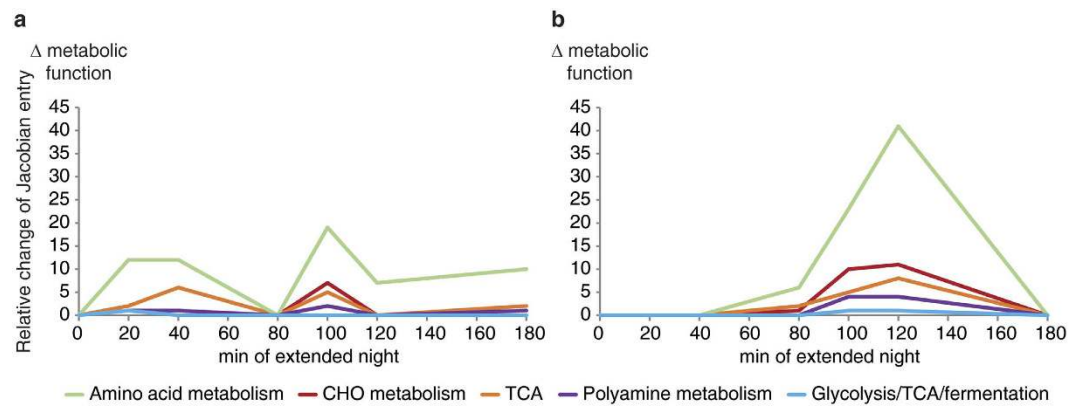 a
Δ metabolic
function
Relative change of Jacobian entry
45
40
35
30
25
20
15
10
5
0
0 20 40 60 80 100 120 140 160 180
min of extended night
b
Δ metabolic
function
45
40
35
30
25
20
15
10
5
0
0 20 40 60 80 100 120 140 160 180
min of extended night
Amino acid metabolism CHO metabolism TCA Polyamine metabolism Glycolysis/TCA/fermentation